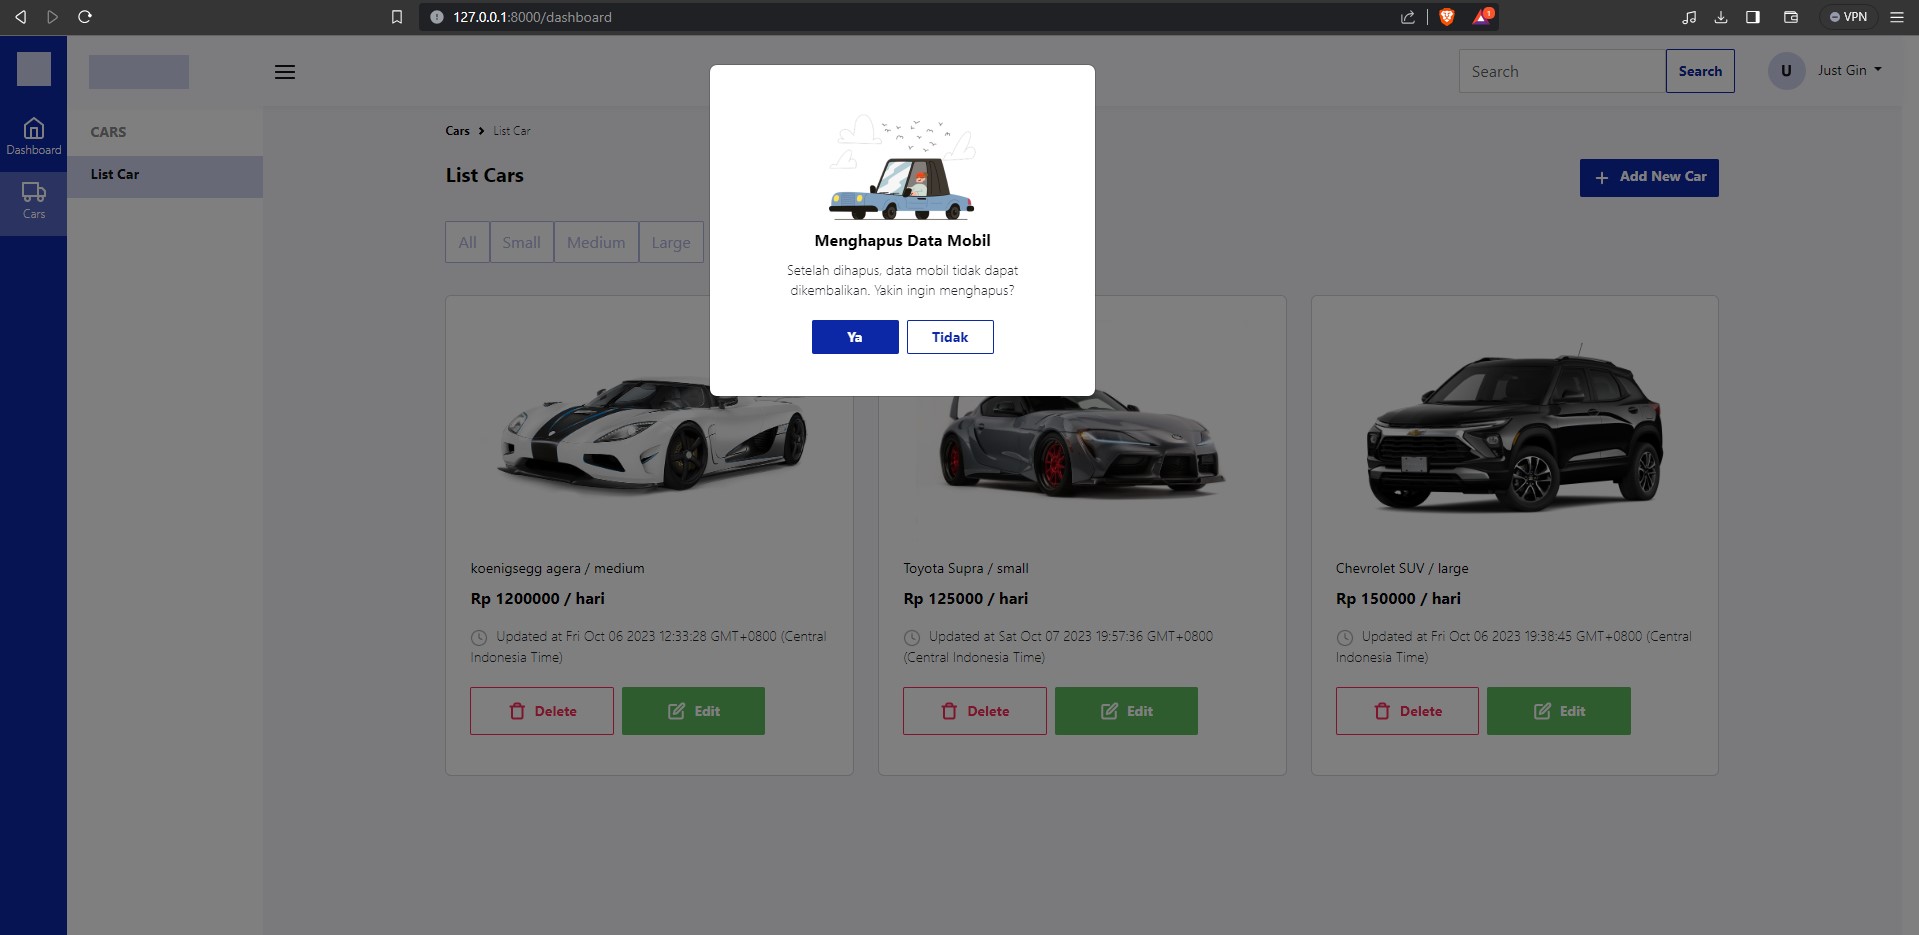 127.0.0.1:8000/dashboard
1
VPN
Search
Search
U
Just Gin
Dashboard
Cars
CARS
List Car
Cars
List Car
List Cars
+ Add New Car
All
Small
Medium
Large
Menghapus Data Mobil
Setelah dihapus, data mobil tidak dapat
dikembalikan. Yakin ingin menghapus?
Ya
Tidak
koenigsegg agera / medium
Rp 1200000 / hari
Updated at Fri Oct 06 2023 12:33:28 GMT+0800 (Central
Indonesia Time)
Delete
Edit
Toyota Supra / small
Rp 125000 / hari
Updated at Sat Oct 07 2023 19:57:36 GMT+0800
(Central Indonesia Time)
Delete
Edit
Chevrolet SUV / large
Rp 150000 / hari
Updated at Fri Oct 06 2023 19:38:45 GMT+0800 (Central
Indonesia Time)
Delete
Edit